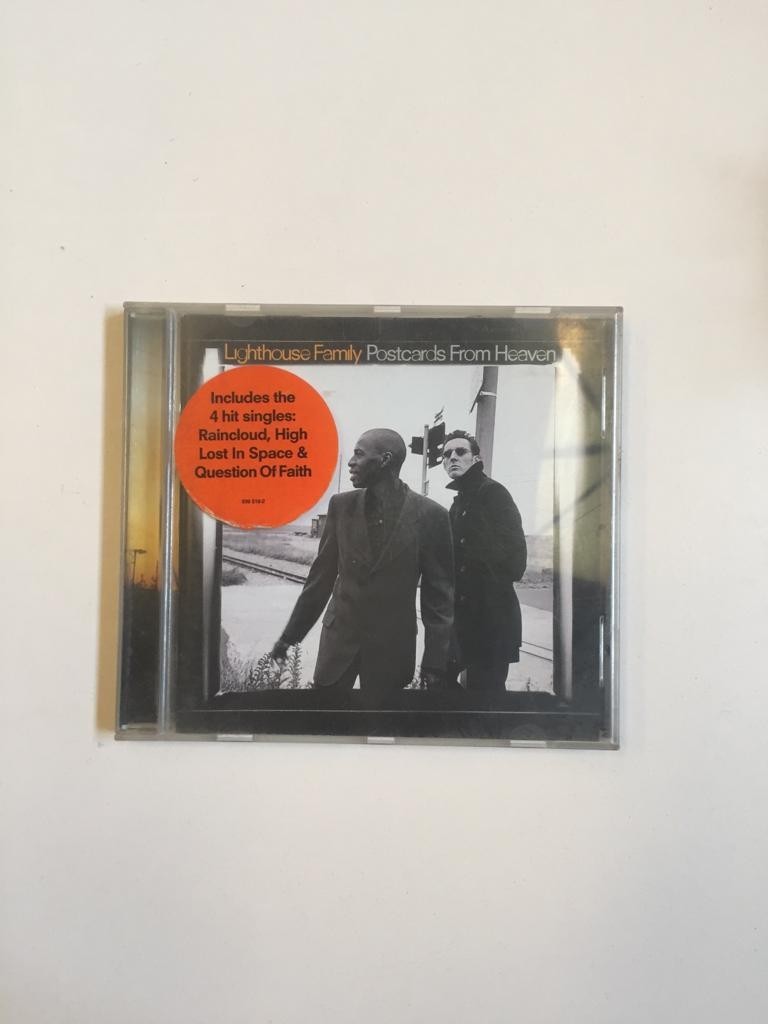 Lighthouse Family Postcards From Heaven
Includes the
4 hit singles:
Raincloud, High
Lost In Space &
Question Of Faith